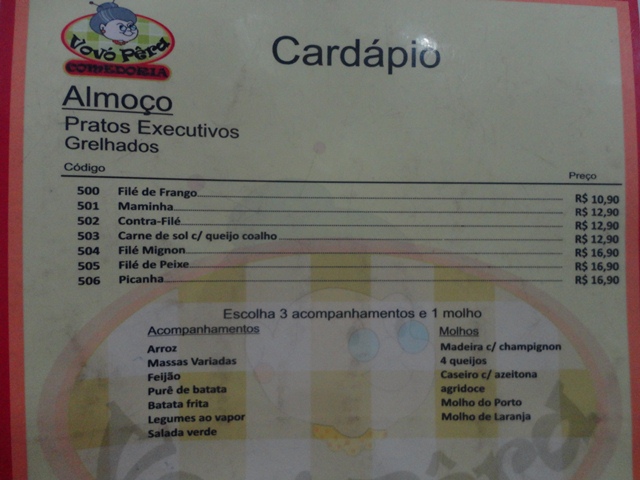 Vovó Pêra
COMEDORIA
Cardápio
Almoço
Pratos Executivos
Grelhados
Código Preço
500 Filé de Frango R$ 10,90
501 Maminha R$ 12,90
502 Contra-Filé R$ 12,90
503 Carne de sol c/ queijo coalho R$ 12,90
504 Filé Mignon R$ 16,90
505 Filé de Peixe R$ 16,90
506 Picanha R$ 16,90
Escolha 3 acompanhamentos e 1 molho
Acompanhamentos
Arroz
Massas Variadas
Feijão
Purê de batata
Batata frita
Legumes ao vapor
Salada verde
Molhos
Madeira c/ champignon
4 queijos
Caseiro c/ azeitona
agridoce
Molho do Porto
Molho de Laranja